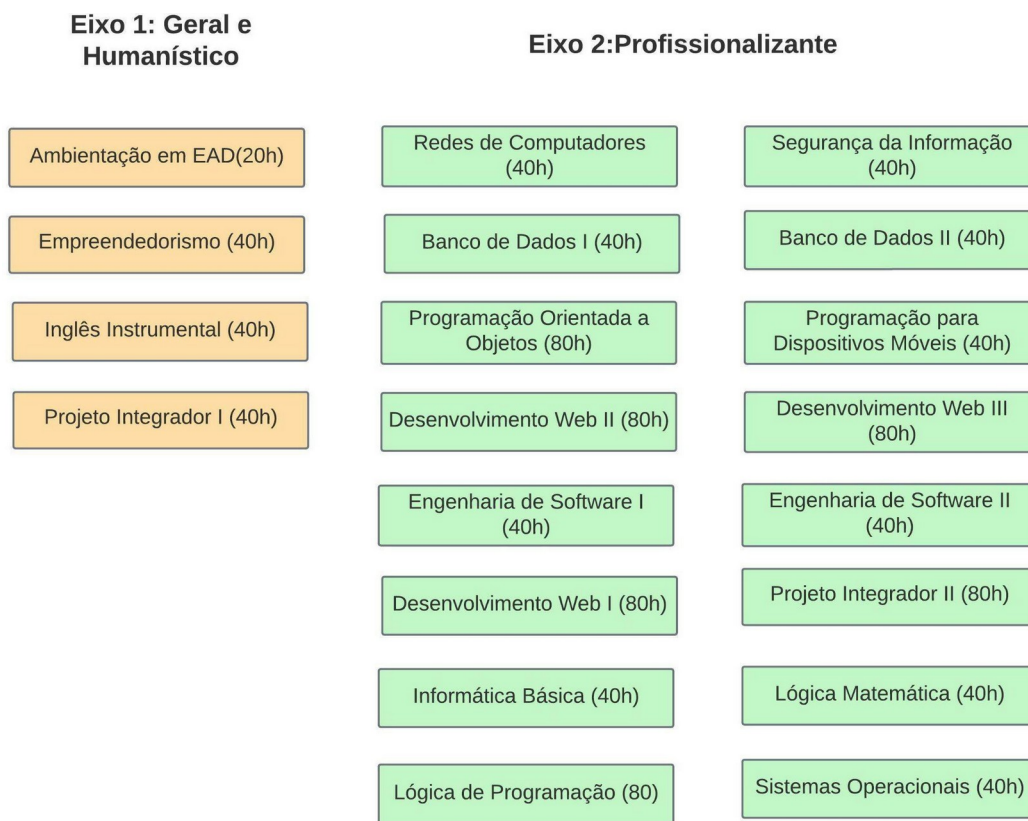 Eixo 1: Geral e
Humanístico
Eixo 2:Profissionalizante
Ambientação em EAD(20h)
Empreendedorismo (40h)
Inglês Instrumental (40h)
Projeto Integrador I (40h)
Redes de Computadores
(40h)
Banco de Dados I (40h)
Programação Orientada a
Objetos (80h)
Desenvolvimento Web II (80h)
Engenharia de Software I
(40h)
Desenvolvimento Web I (80h)
Informática Básica (40h)
Lógica de Programação (80)
Segurança da Informação
(40h)
Banco de Dados II (40h)
Programação para
Dispositivos Móveis (40h)
Desenvolvimento Web III
(80h)
Engenharia de Software II
(40h)
Projeto Integrador II (80h)
Lógica Matemática (40h)
Sistemas Operacionais (40h)